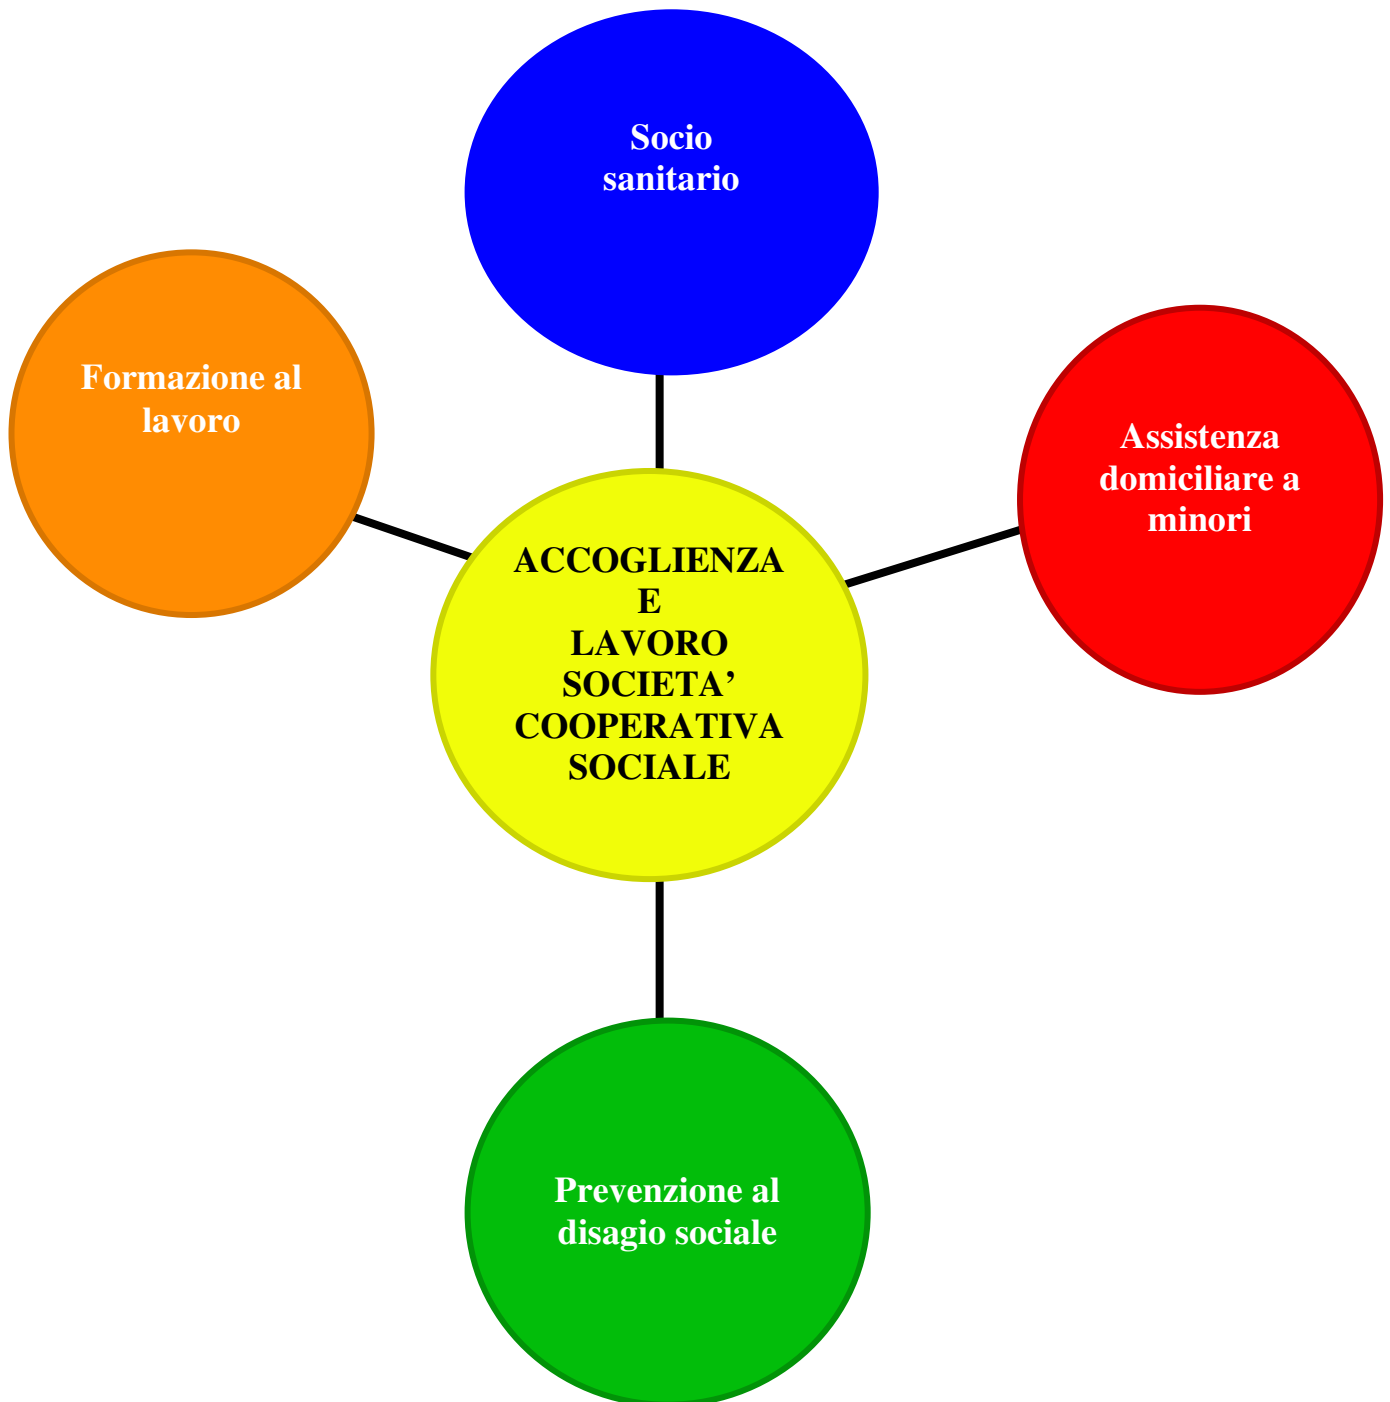 Socio
sanitario
Formazione al
lavoro
Assistenza
domiciliare a
minori
ACCOGLIENZA
E
LAVORO
SOCIETA’
COOPERATIVA
SOCIALE
Prevenzione al
disagio sociale